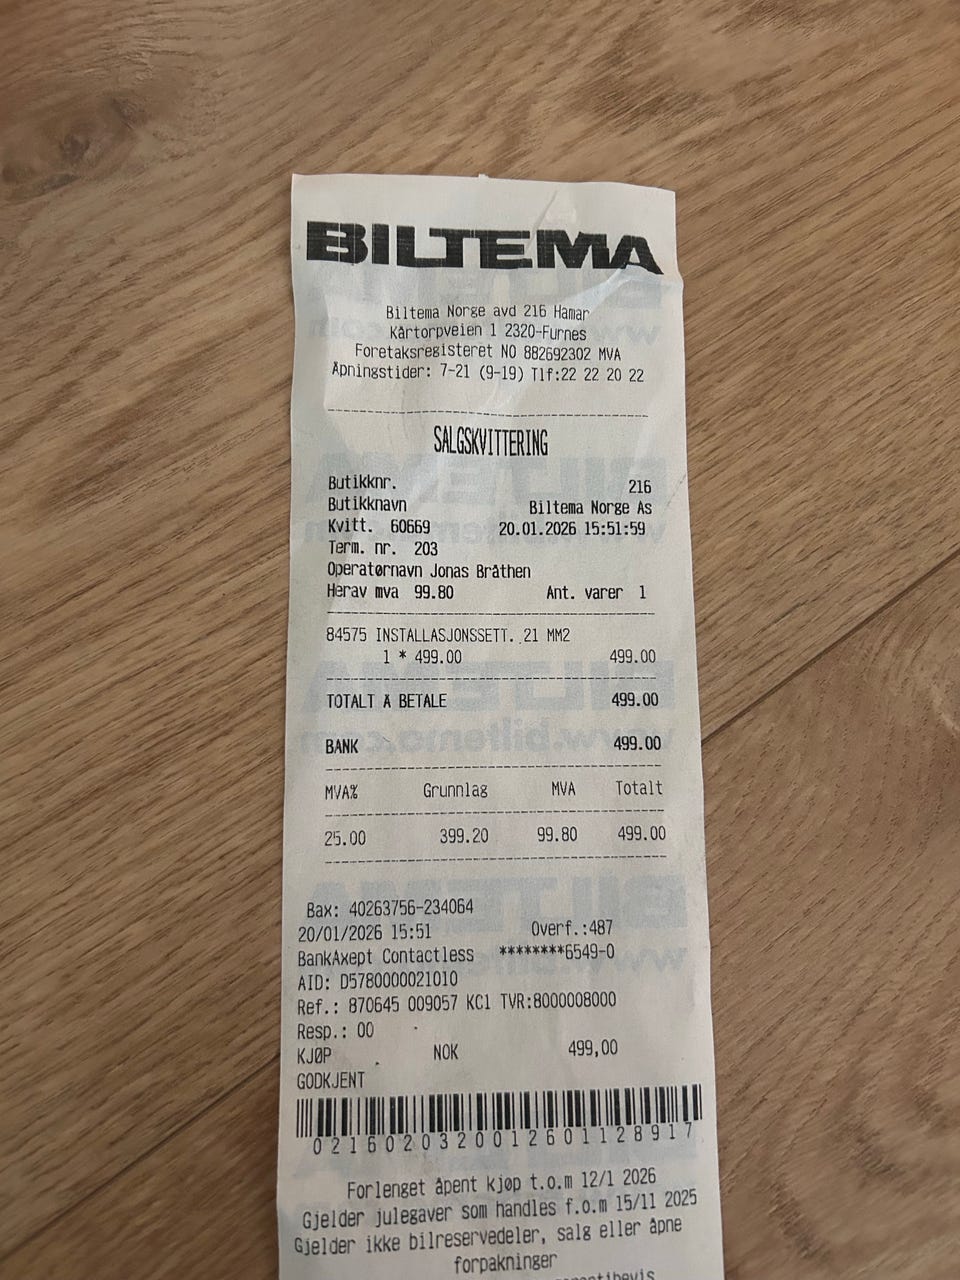 BILTEMA
Biltema Norge avd 216 Hamar
Kårtorpveien 1 2320-Furnes
Foretaksregisteret NO 882692302 MVA
Åpningstider: 7-21 (9-19) Tlf:22 22 20 22
SALGSKVITTERING
Butikknr. 216
Butikknavn Biltema Norge As
Kvitt. 60669 20.01.2026 15:51:59
Term. nr. 203
Operatørnavn Jonas Bråthen
Herav mva 99.80 Ant. varer 1
84575 INSTALLASJONSSETT. 21 MM2
1 * 499.00 499.00
TOTALT Å BETALE 499.00
BANK 499.00
MVA% Grunnlag MVA Totalt
25.00 399.20 99.80 499.00
Bax: 40263756-234064
20/01/2026 15:51 Overf.:487
BankAxept Contactless ********6549-0
AID: D5780000021010
Ref.: 870645 009057 KC1 TVR:8000008000
Resp.: 00
KJØP NOK 499,00
GODKJENT
0216020320012601128917
Forlenget åpent kjøp t.o.m 12/1 2026
Gjelder julegaver som handles f.o.m 15/11 2025
Gjelder ikke bilreservedeler, salg eller åpne
forpakninger